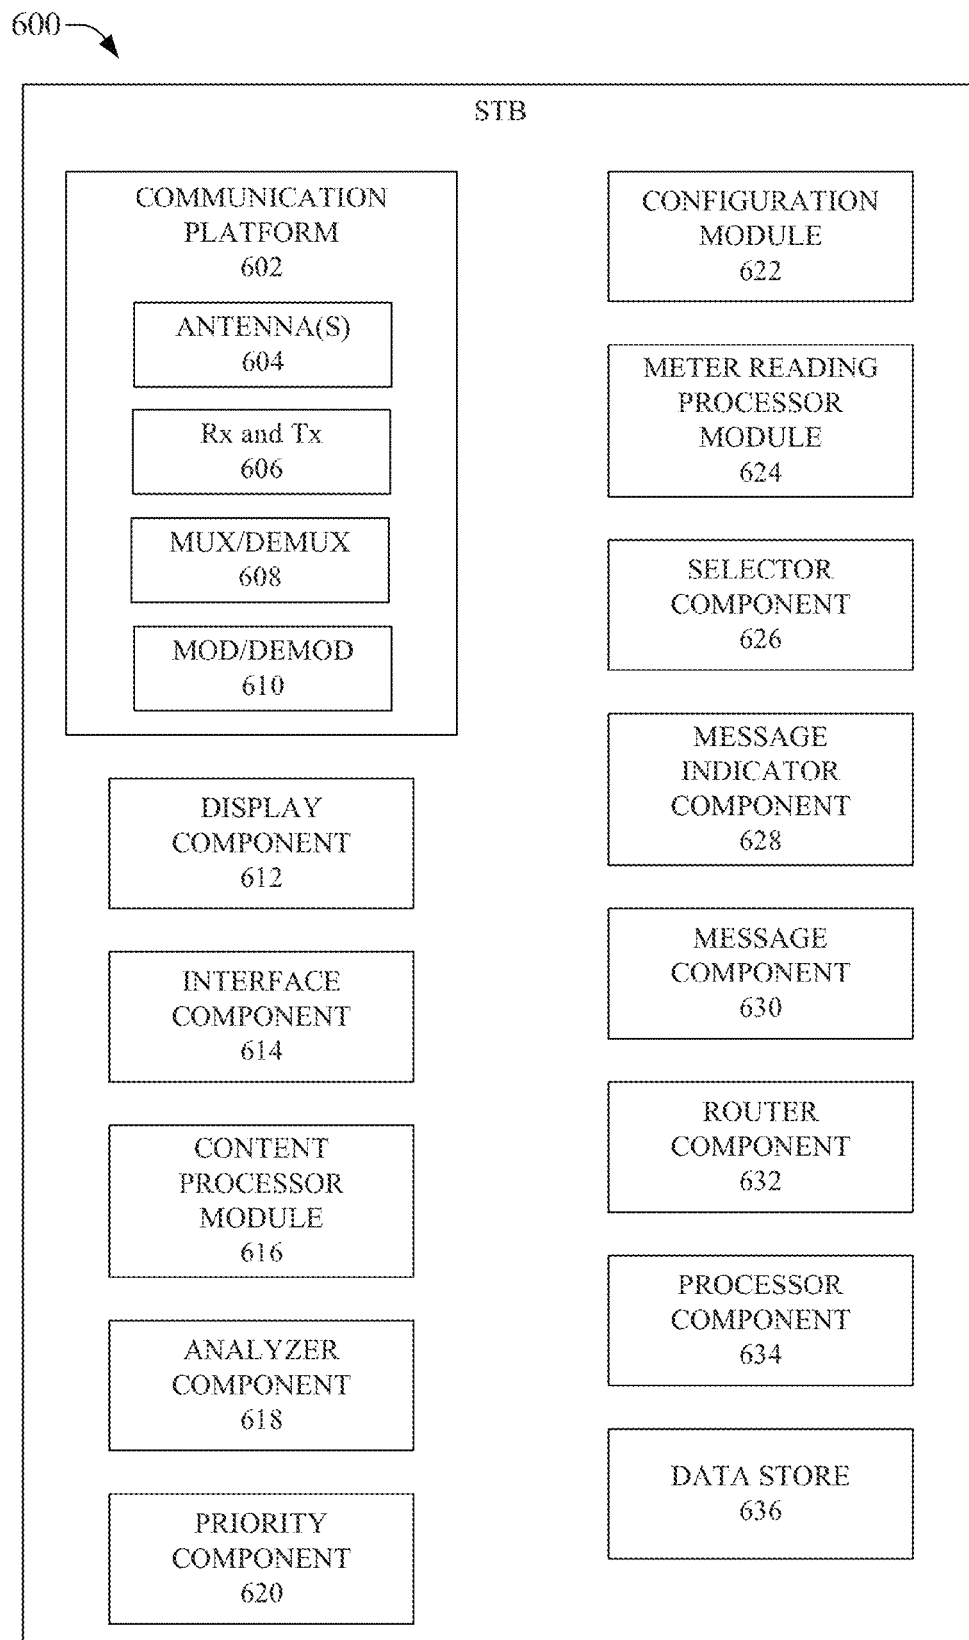 600
STB
COMMUNICATION
PLATFORM
602
ANTENNA(S)
604
Rx and Tx
606
MUX/DEMUX
608
MOD/DEMOD
610
DISPLAY
COMPONENT
612
INTERFACE
COMPONENT
614
CONTENT
PROCESSOR
MODULE
616
ANALYZER
COMPONENT
618
PRIORITY
COMPONENT
620
CONFIGURATION
MODULE
622
METER READING
PROCESSOR
MODULE
624
SELECTOR
COMPONENT
626
MESSAGE
INDICATOR
COMPONENT
628
MESSAGE
COMPONENT
630
ROUTER
COMPONENT
632
PROCESSOR
COMPONENT
634
DATA STORE
636